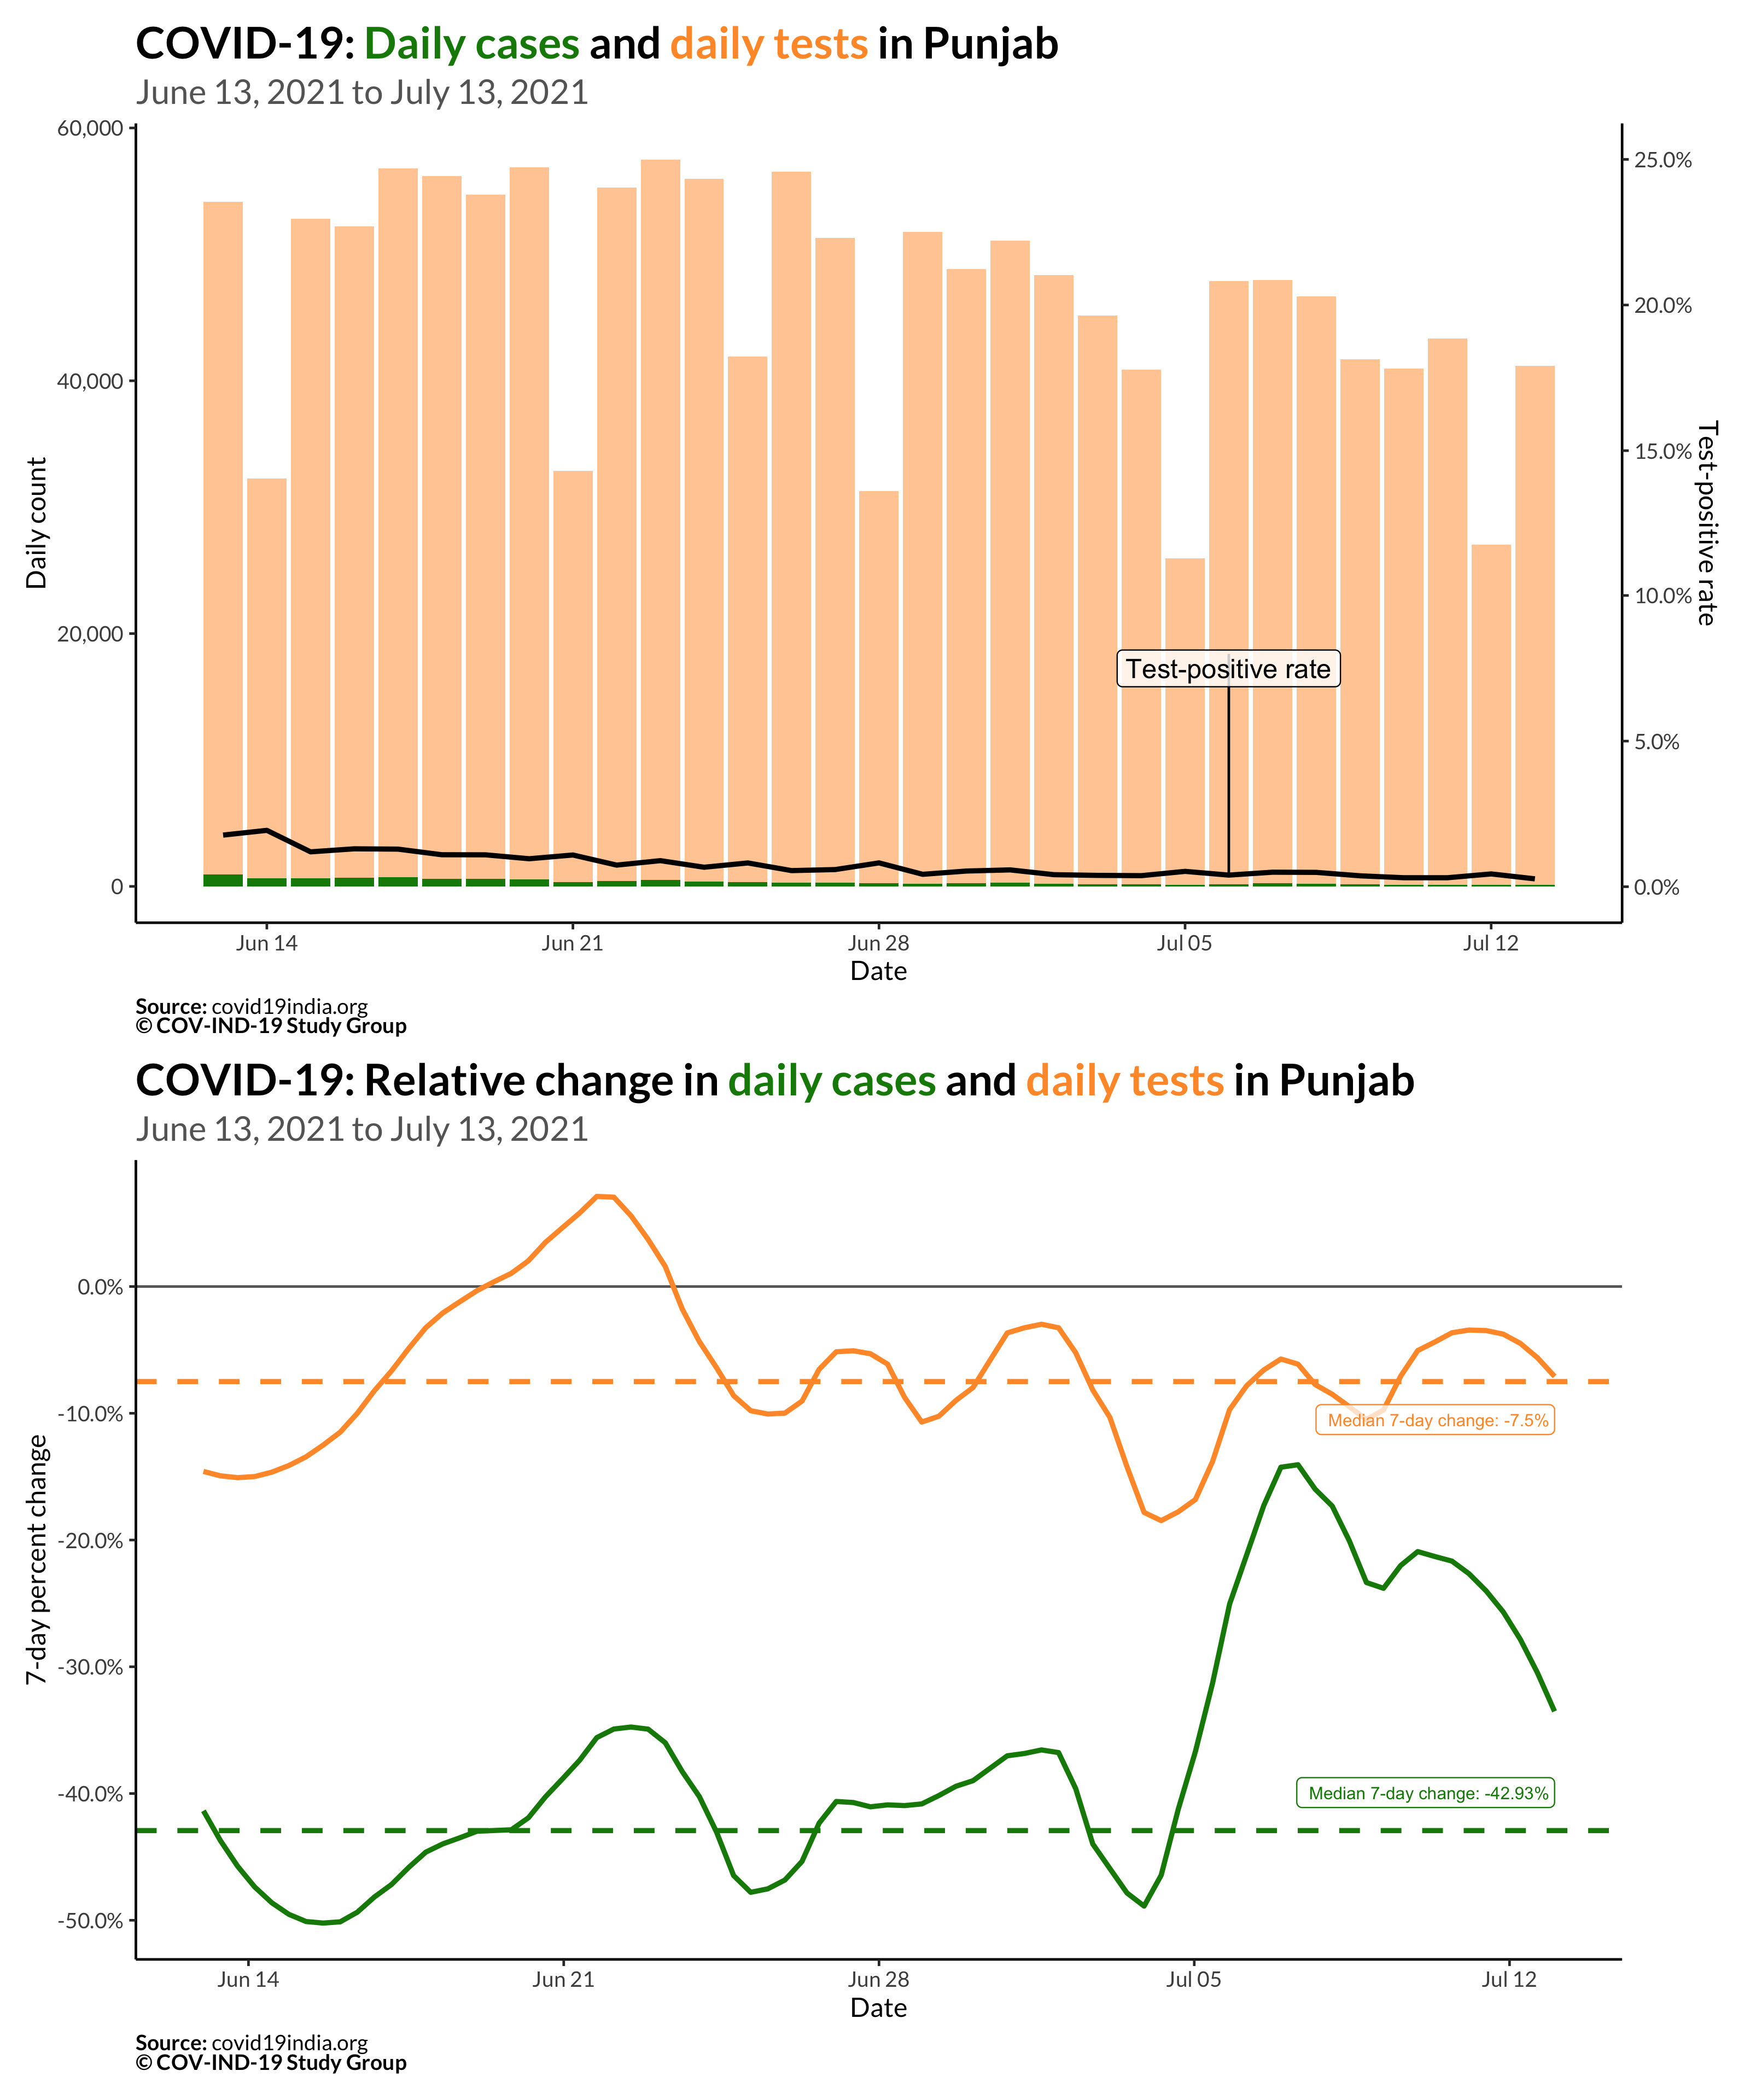 COVID-19: Daily cases and daily tests in Punjab
June 13, 2021 to July 13, 2021
60,000
40,000
20,000
0
Daily count
25.0%
20.0%
15.0%
10.0%
5.0%
0.0%
Test-positive rate
Test-positive rate
Jun 14
Jun 21
Jun 28
Jul 05
Jul 12
Date
Source: covid19india.org
© COV-IND-19 Study Group
COVID-19: Relative change in daily cases and daily tests in Punjab
June 13, 2021 to July 13, 2021
0.0%
-10.0%
-20.0%
-30.0%
-40.0%
-50.0%
7-day percent change
Median 7-day change: -7.5%
Median 7-day change: -42.93%
Jun 14
Jun 21
Jun 28
Jul 05
Jul 12
Date
Source: covid19india.org
© COV-IND-19 Study Group